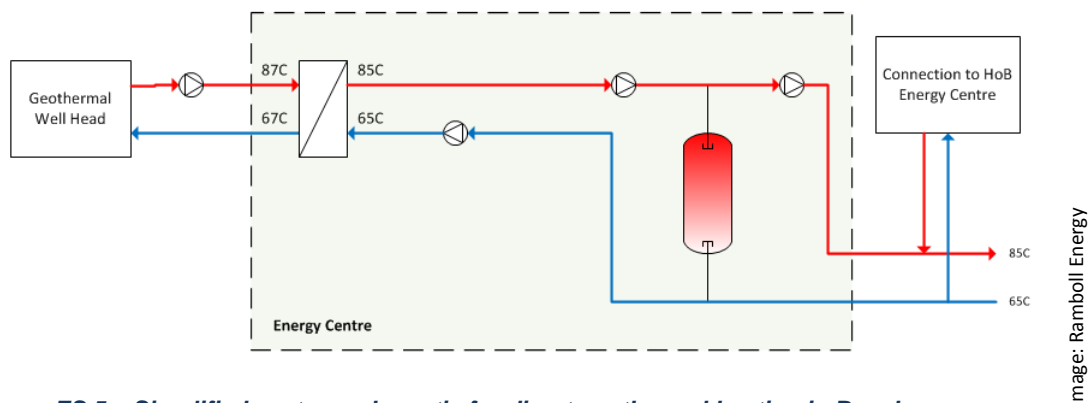 Geothermal
Well Head
87C
85C
67C
65C
Energy Centre
Connection to HoB
Energy Centre
85C
65C
mage: Ramboll Energy